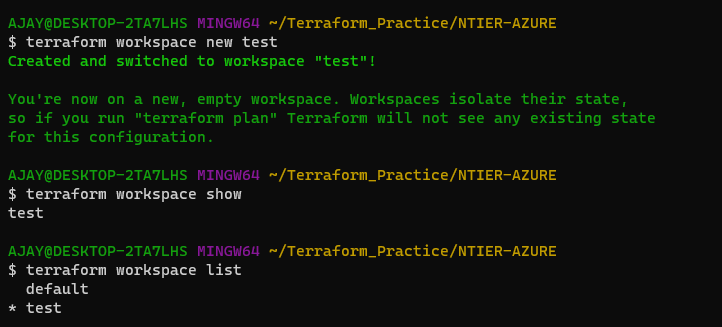 AJAY@DESKTOP-2TA7LHS MINGW64 ~/Terraform_Practice/NTIER-AZURE
$ terraform workspace new test
Created and switched to workspace "test"!
You're now on a new, empty workspace. Workspaces isolate their state,
so if you run "terraform plan" Terraform will not see any existing state
for this configuration.
AJAY@DESKTOP-2TA7LHS MINGW64 ~/Terraform_Practice/NTIER-AZURE
$ terraform workspace show
test
AJAY@DESKTOP-2TA7LHS MINGW64 ~/Terraform_Practice/NTIER-AZURE
$ terraform workspace list
  default
* test